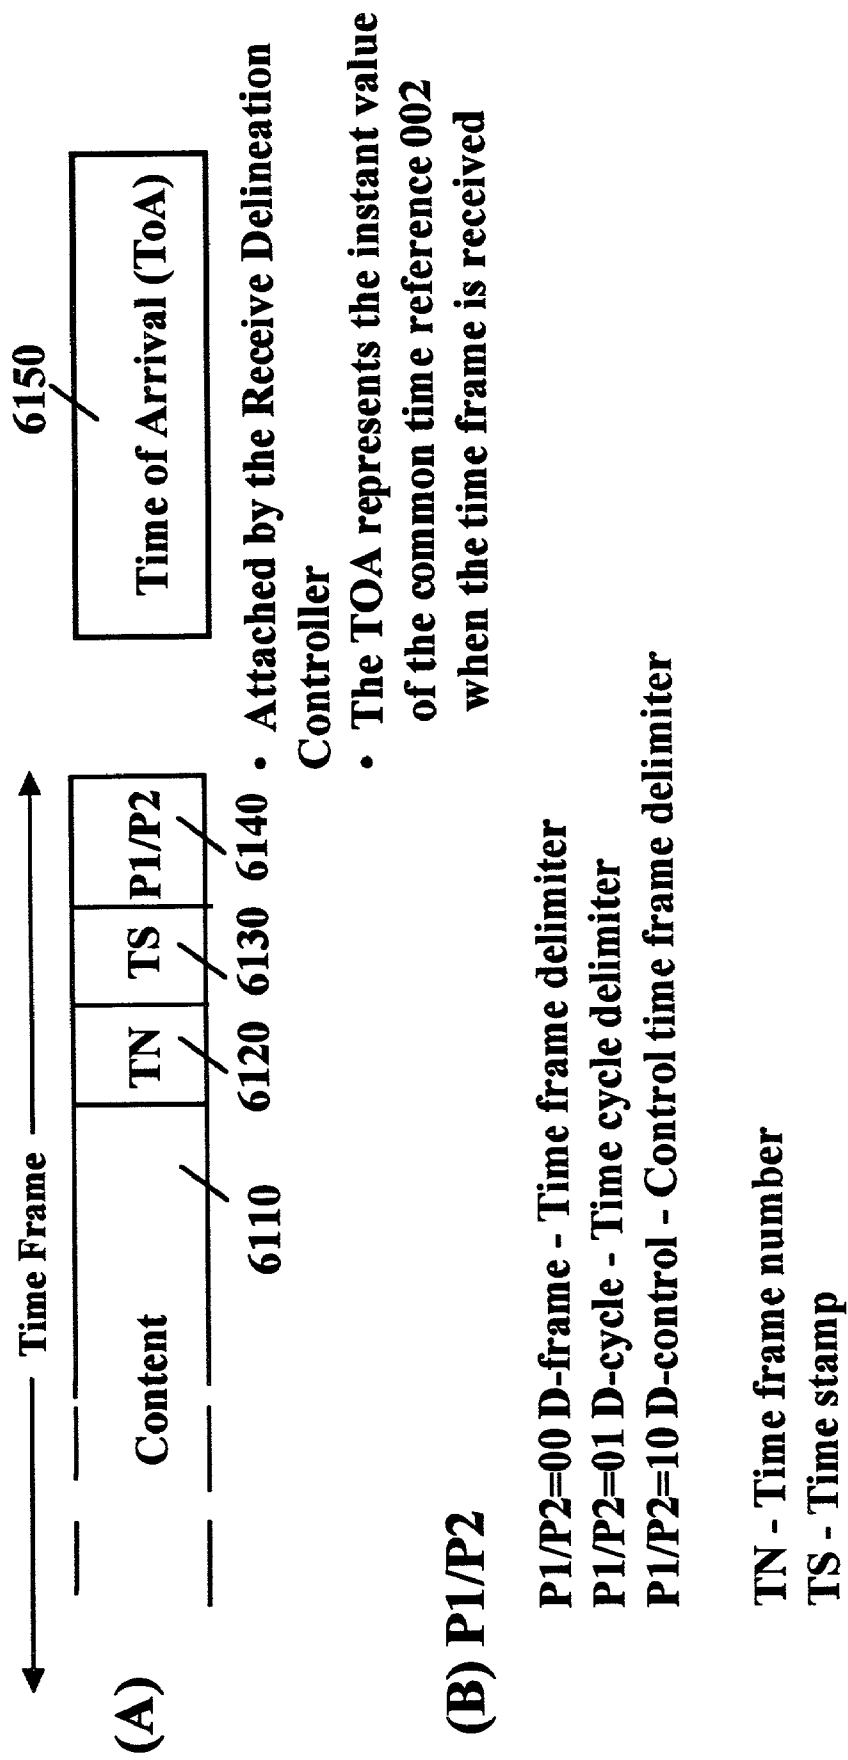 (A)
Time Frame
Content
TN
TS
P1/P2
6110
6120
6130
6140
6150
Time of Arrival (ToA)
• Attached by the Receive Delineation
Controller
• The TOA represents the instant value
of the common time reference 002
when the time frame is received
(B) P1/P2
P1/P2=00 D-frame - Time frame delimiter
P1/P2=01 D-cycle - Time cycle delimiter
P1/P2=10 D-control - Control time frame delimiter
TN - Time frame number
TS - Time stamp